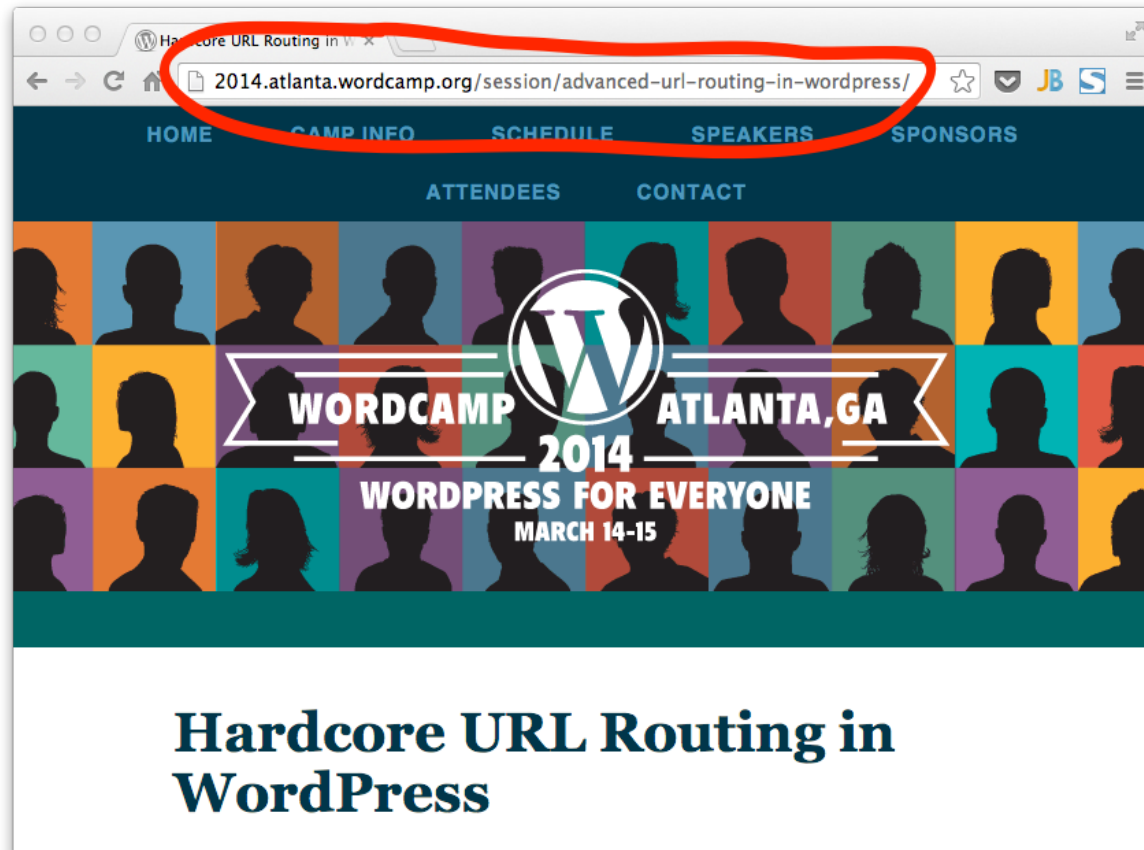 Hardcore URL Routing in W
2014.atlanta.wordcamp.org/session/advanced-url-routing-in-wordpress/
JB
S
HOME CAMP INFO SCHEDULE SPEAKERS SPONSORS
ATTENDEES CONTACT
WORDCAMP ATLANTA,GA
2014
WORDPRESS FOR EVERYONE
MARCH 14-15
Hardcore URL Routing in
WordPress